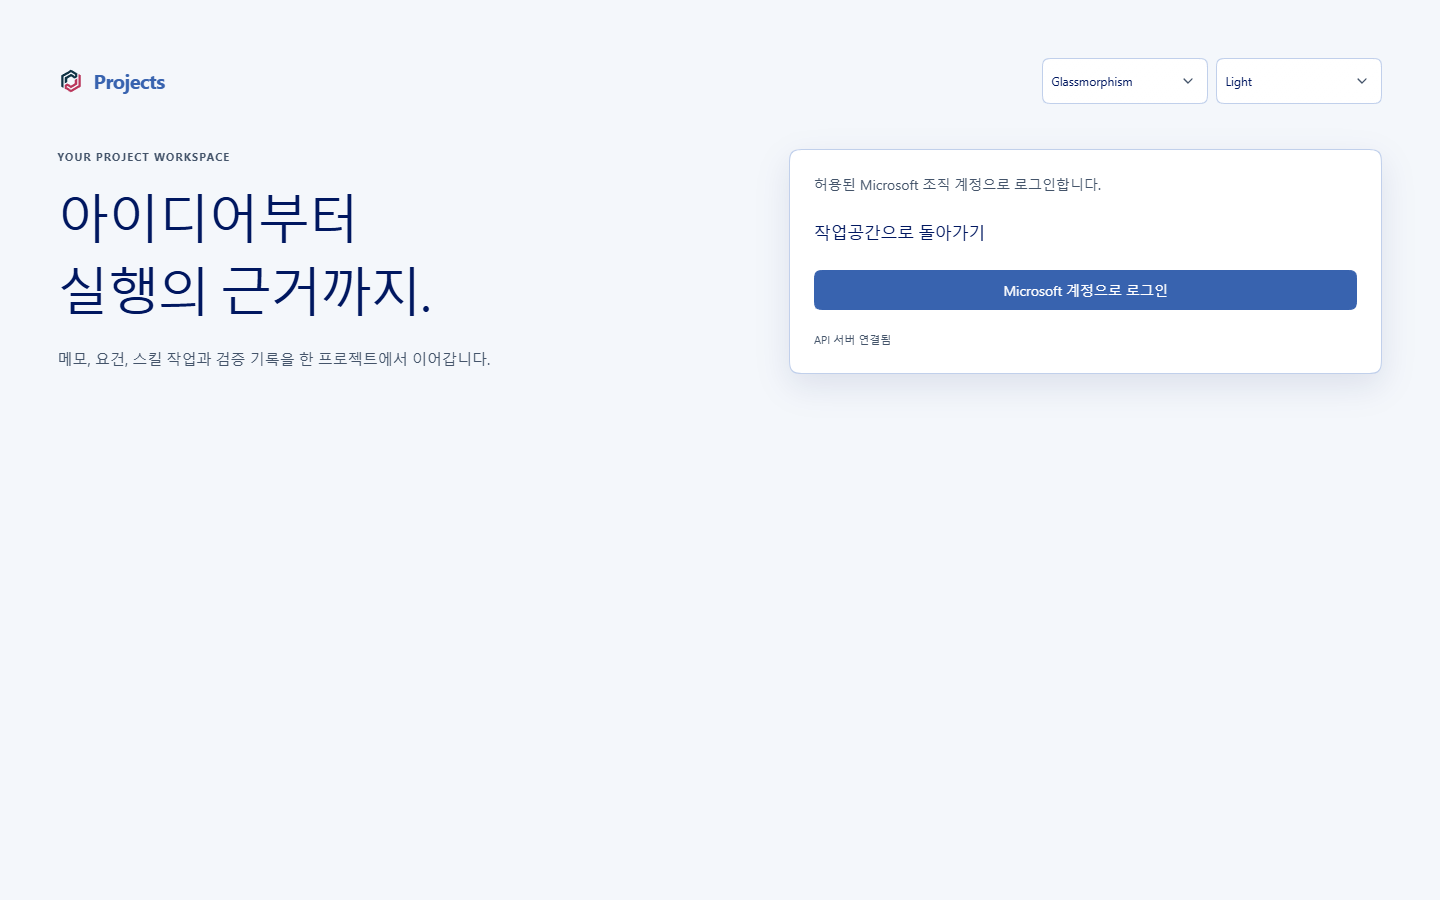 Projects
Glassmorphism
Light
YOUR PROJECT WORKSPACE
아이디어부터
실행의 근거까지.
메모, 요건, 스킬 작업과 검증 기록을 한 프로젝트에서 이어갑니다.
허용된 Microsoft 조직 계정으로 로그인합니다.
작업공간으로 돌아가기
Microsoft 계정으로 로그인
API 서버 연결됨